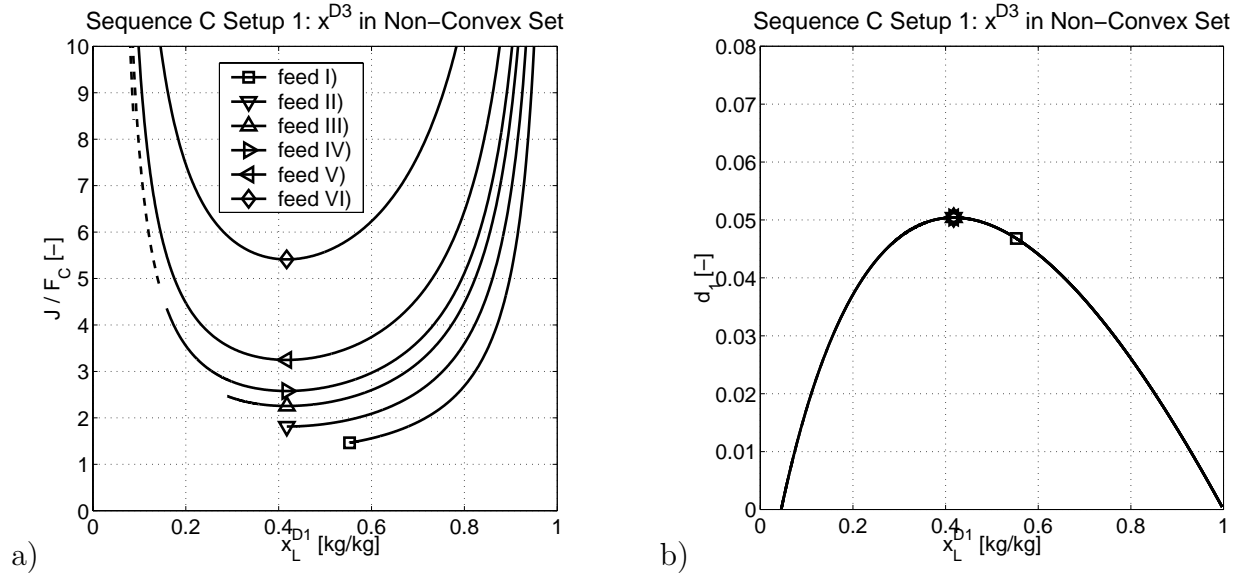 Sequence C Setup 1: x^D3 in Non−Convex Set
10
9
8
7
6
5
4
3
2
1
0
J / F_C [−]
feed I)
feed II)
feed III)
feed IV)
feed V)
feed VI)
0 0.2 0.4 0.6 0.8 1
x_L^D1 [kg/kg]
a)
Sequence C Setup 1: x^D3 in Non−Convex Set
0.08
0.07
0.06
0.05
0.04
0.03
0.02
0.01
0
d_1 [−]
0 0.2 0.4 0.6 0.8 1
x_L^D1 [kg/kg]
b)